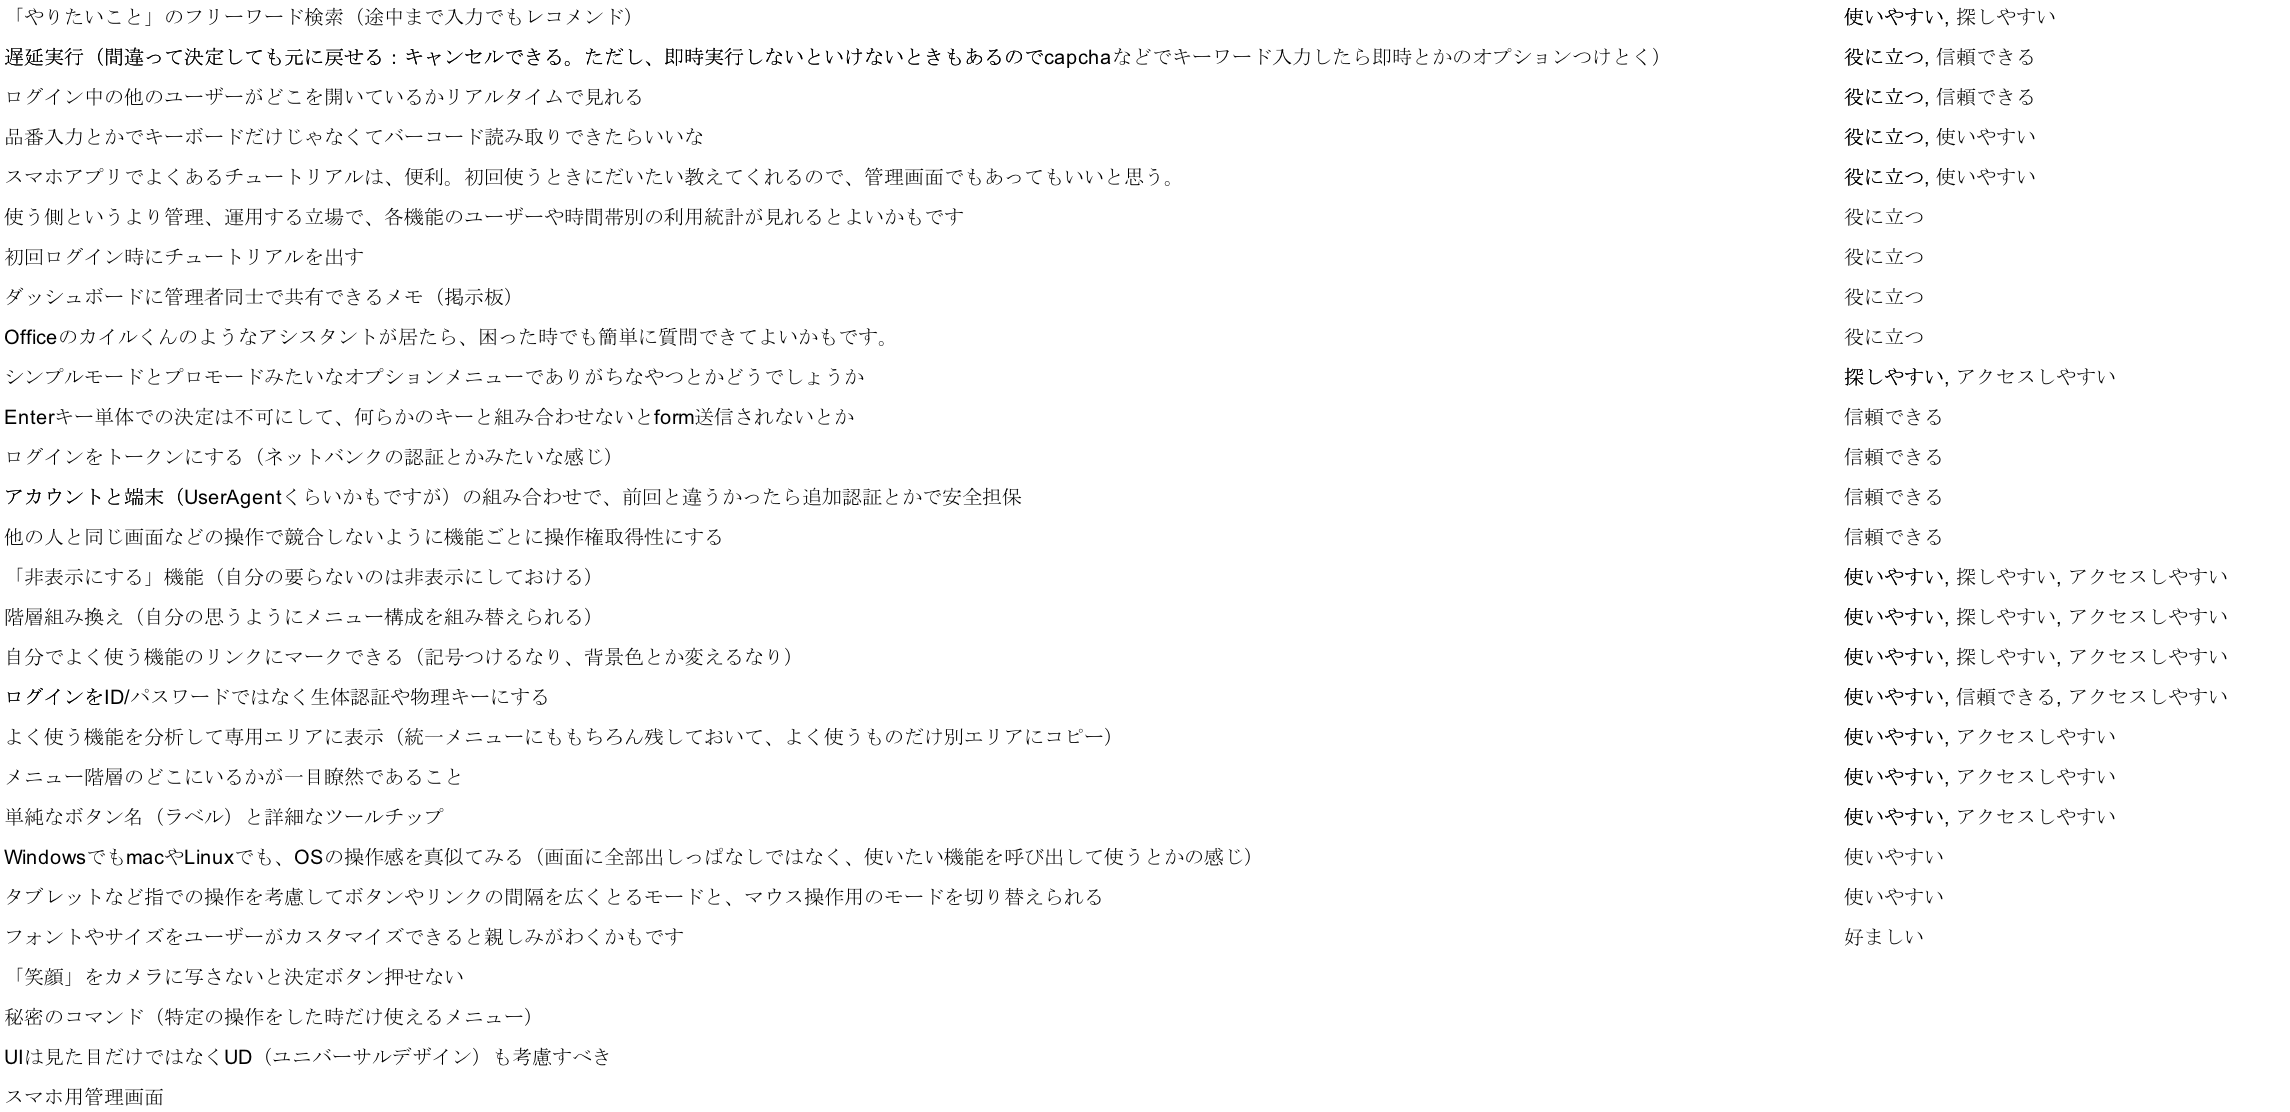 「やりたいこと」のフリーワード検索（途中まで入力でもレコメンド） 使いやすい, 探しやすい
遅延実行（間違って決定しても元に戻せる：キャンセルできる。ただし、即時実行しないといけないときもあるのでcapchaなどでキーワード入力したら即時とかのオプションつけとく） 役に立つ, 信頼できる
ログイン中の他のユーザーがどこを開いているかリアルタイムで見れる 役に立つ, 信頼できる
品番入力とかでキーボードだけじゃなくてバーコード読み取りできたらいいな 役に立つ, 使いやすい
スマホアプリでよくあるチュートリアルは、便利。初回使うときにだいたい教えてくれるので、管理画面でもあってもいいと思う。 役に立つ, 使いやすい
使う側というより管理、運用する立場で、各機能のユーザーや時間帯別の利用統計が見れるとよいかもです 役に立つ
初回ログイン時にチュートリアルを出す 役に立つ
ダッシュボードに管理者同士で共有できるメモ（掲示板） 役に立つ
Officeのカイルくんのようなアシスタントが居たら、困った時でも簡単に質問できてよいかもです。 役に立つ
シンプルモードとプロモードみたいなオプションメニューでありがちなやつとかどうでしょうか 探しやすい, アクセスしやすい
Enterキー単体での決定は不可にして、何らかのキーと組み合わせないとform送信されないとか 信頼できる
ログインをトークンにする（ネットバンクの認証とかみたいな感じ） 信頼できる
アカウントと端末（UserAgentくらいかもですが）の組み合わせで、前回と違うかったら追加認証とかで安全担保 信頼できる
他の人と同じ画面などの操作で競合しないように機能ごとに操作権取得性にする 信頼できる
「非表示にする」機能（自分の要らないのは非表示にしておける） 使いやすい, 探しやすい, アクセスしやすい
階層組み換え（自分の思うようにメニュー構成を組み替えられる） 使いやすい, 探しやすい, アクセスしやすい
自分でよく使う機能のリンクにマークできる（記号つけるなり、背景色とか変えるなり） 使いやすい, 探しやすい, アクセスしやすい
ログインをID/パスワードではなく生体認証や物理キーにする 使いやすい, 信頼できる, アクセスしやすい
よく使う機能を分析して専用エリアに表示（統一メニューにももちろん残しておいて、よく使うものだけ別エリアにコピー） 使いやすい, アクセスしやすい
メニュー階層のどこにいるかが一目瞭然であること 使いやすい, アクセスしやすい
単純なボタン名（ラベル）と詳細なツールチップ 使いやすい, アクセスしやすい
WindowsでもmacやLinuxでも、OSの操作感を真似てみる（画面に全部出しっぱなしではなく、使いたい機能を呼び出して使うとかの感じ） 使いやすい
タブレットなど指での操作を考慮してボタンやリンクの間隔を広くとるモードと、マウス操作用のモードを切り替えられる 使いやすい
フォントやサイズをユーザーがカスタマイズできると親しみがわくかもです 好ましい
「笑顔」をカメラに写さないと決定ボタン押せない
秘密のコマンド（特定の操作をした時だけ使えるメニュー）
UIは見た目だけではなくUD（ユニバーサルデザイン）も考慮すべき
スマホ用管理画面